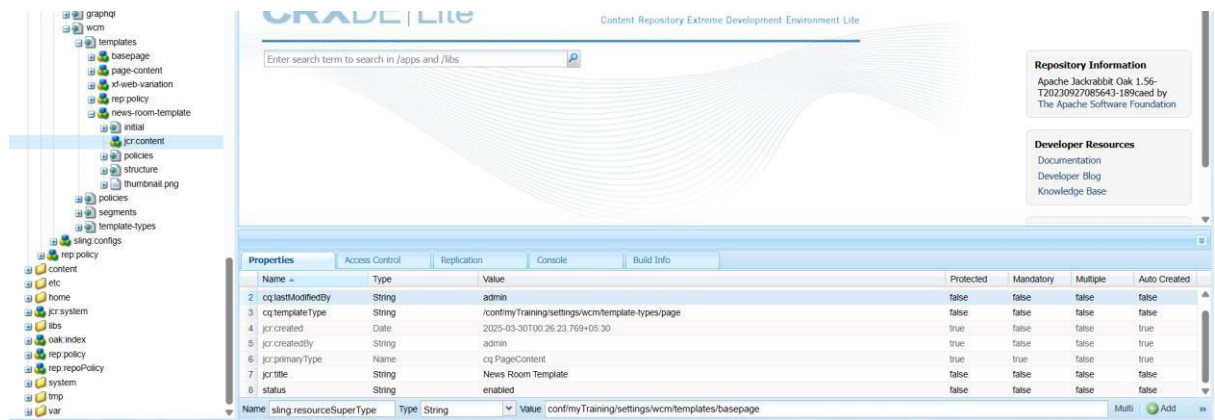 graphql
wcm
templates
basepage
page-content
xf-web-variation
rep:policy
news-room-template
initial
jcr:content
policies
structure
thumbnail.png
policies
segments
template-types
sling:configs
rep:policy
content
etc
home
jcr:system
libs
oak:index
rep:policy
rep:repoPolicy
system
tmp
var
CRXDE | Lite
Content Repository Extreme Development Environment Lite
Enter search term to search in /apps and /libs
Repository Information
Apache Jackrabbit Oak 1.56-
T20230927085643-189caed by
The Apache Software Foundation
Developer Resources
Documentation
Developer Blog
Knowledge Base
Properties Access Control Replication Console Build Info
Name Type Value Protected Mandatory Multiple Auto Created
2 cq:lastModifiedBy String admin false false false false
3 cq:templateType String /conf/myTraining/settings/wcm/template-types/page false false false false
4 jcr:created Date 2025-03-30T00:26:23.769+05:30 true false false true
5 jcr:createdBy String admin true false false true
6 jcr:primaryType Name cq:PageContent true true false true
7 jcr:title String News Room Template false false false false
8 status String enabled false false false false
Name sling:resourceSuperType Type String Value conf/myTraining/settings/wcm/templates/basepage Multi Add »